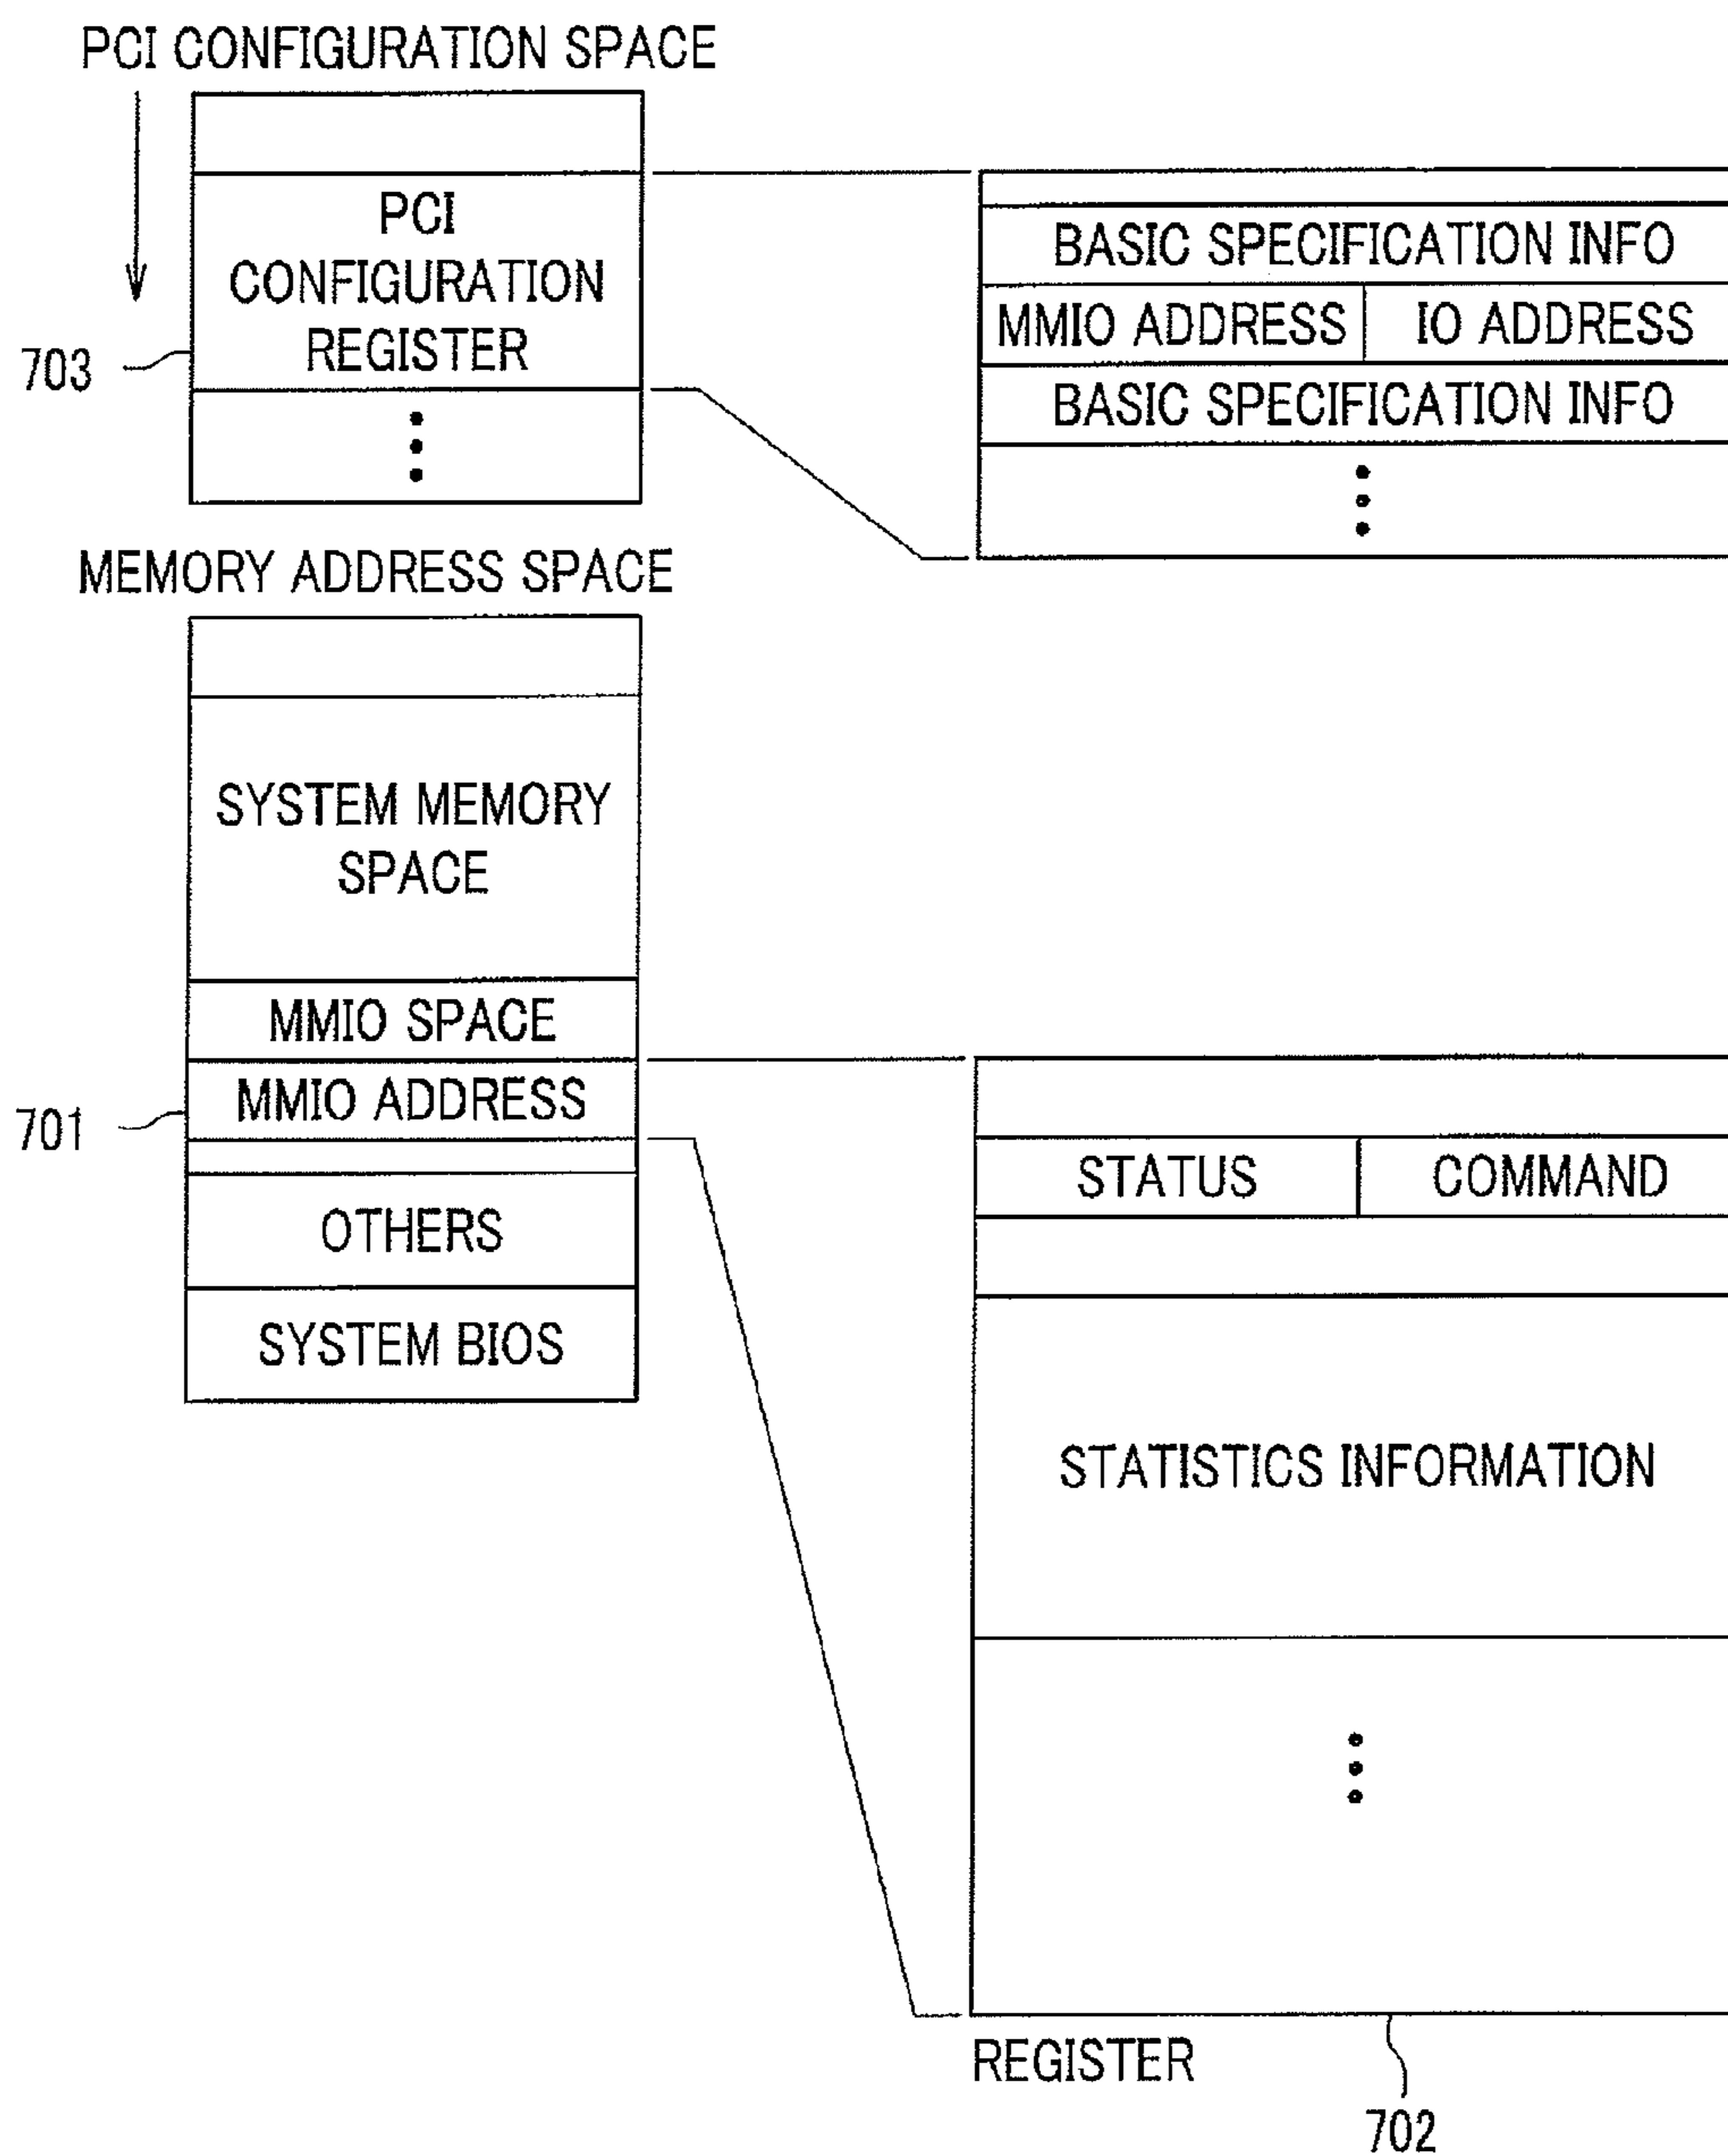 PCI CONFIGURATION SPACE
PCI
CONFIGURATION
REGISTER
703
BASIC SPECIFICATION INFO
MMIO ADDRESS
IO ADDRESS
BASIC SPECIFICATION INFO
MEMORY ADDRESS SPACE
SYSTEM MEMORY
SPACE
MMIO SPACE
MMIO ADDRESS
701
OTHERS
SYSTEM BIOS
STATUS
COMMAND
STATISTICS INFORMATION
REGISTER
702